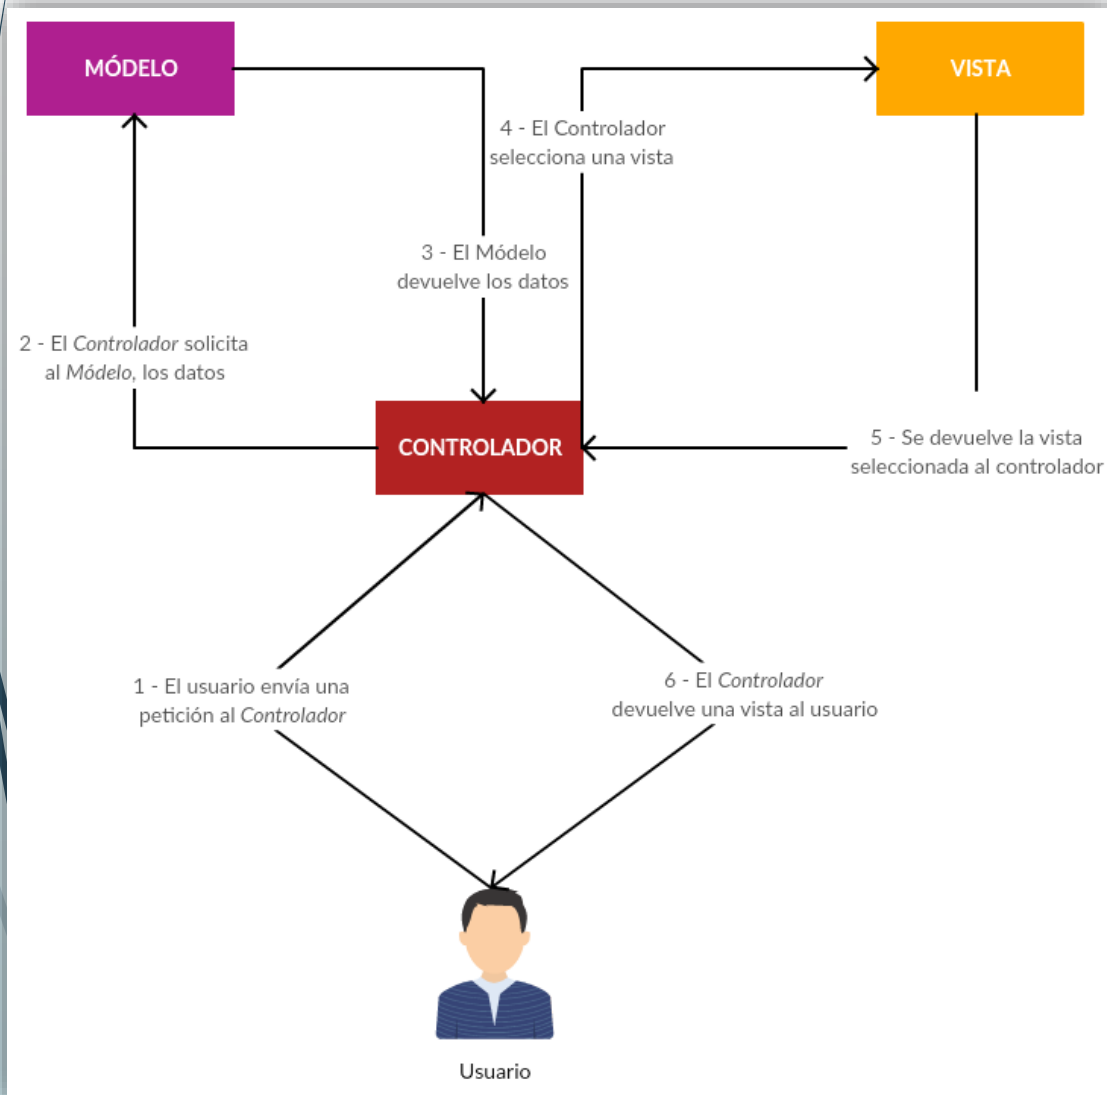 MÓDELO
VISTA
4 - El Controlador
selecciona una vista
3 - El Módelo
devuelve los datos
2 - El Controlador solicita
al Módelo, los datos
CONTROLADOR
5 - Se devuelve la vista
seleccionada al controlador
1 - El usuario envía una
petición al Controlador
6 - El Controlador
devuelve una vista al usuario
Usuario